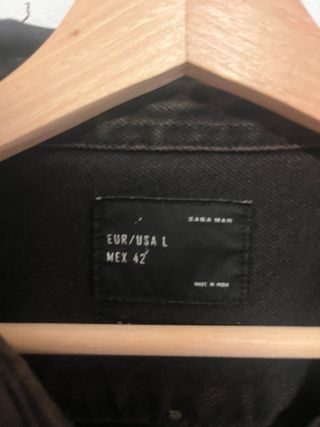 ZARA MAN
EUR/USA L
MEX 42
MADE IN INDIA